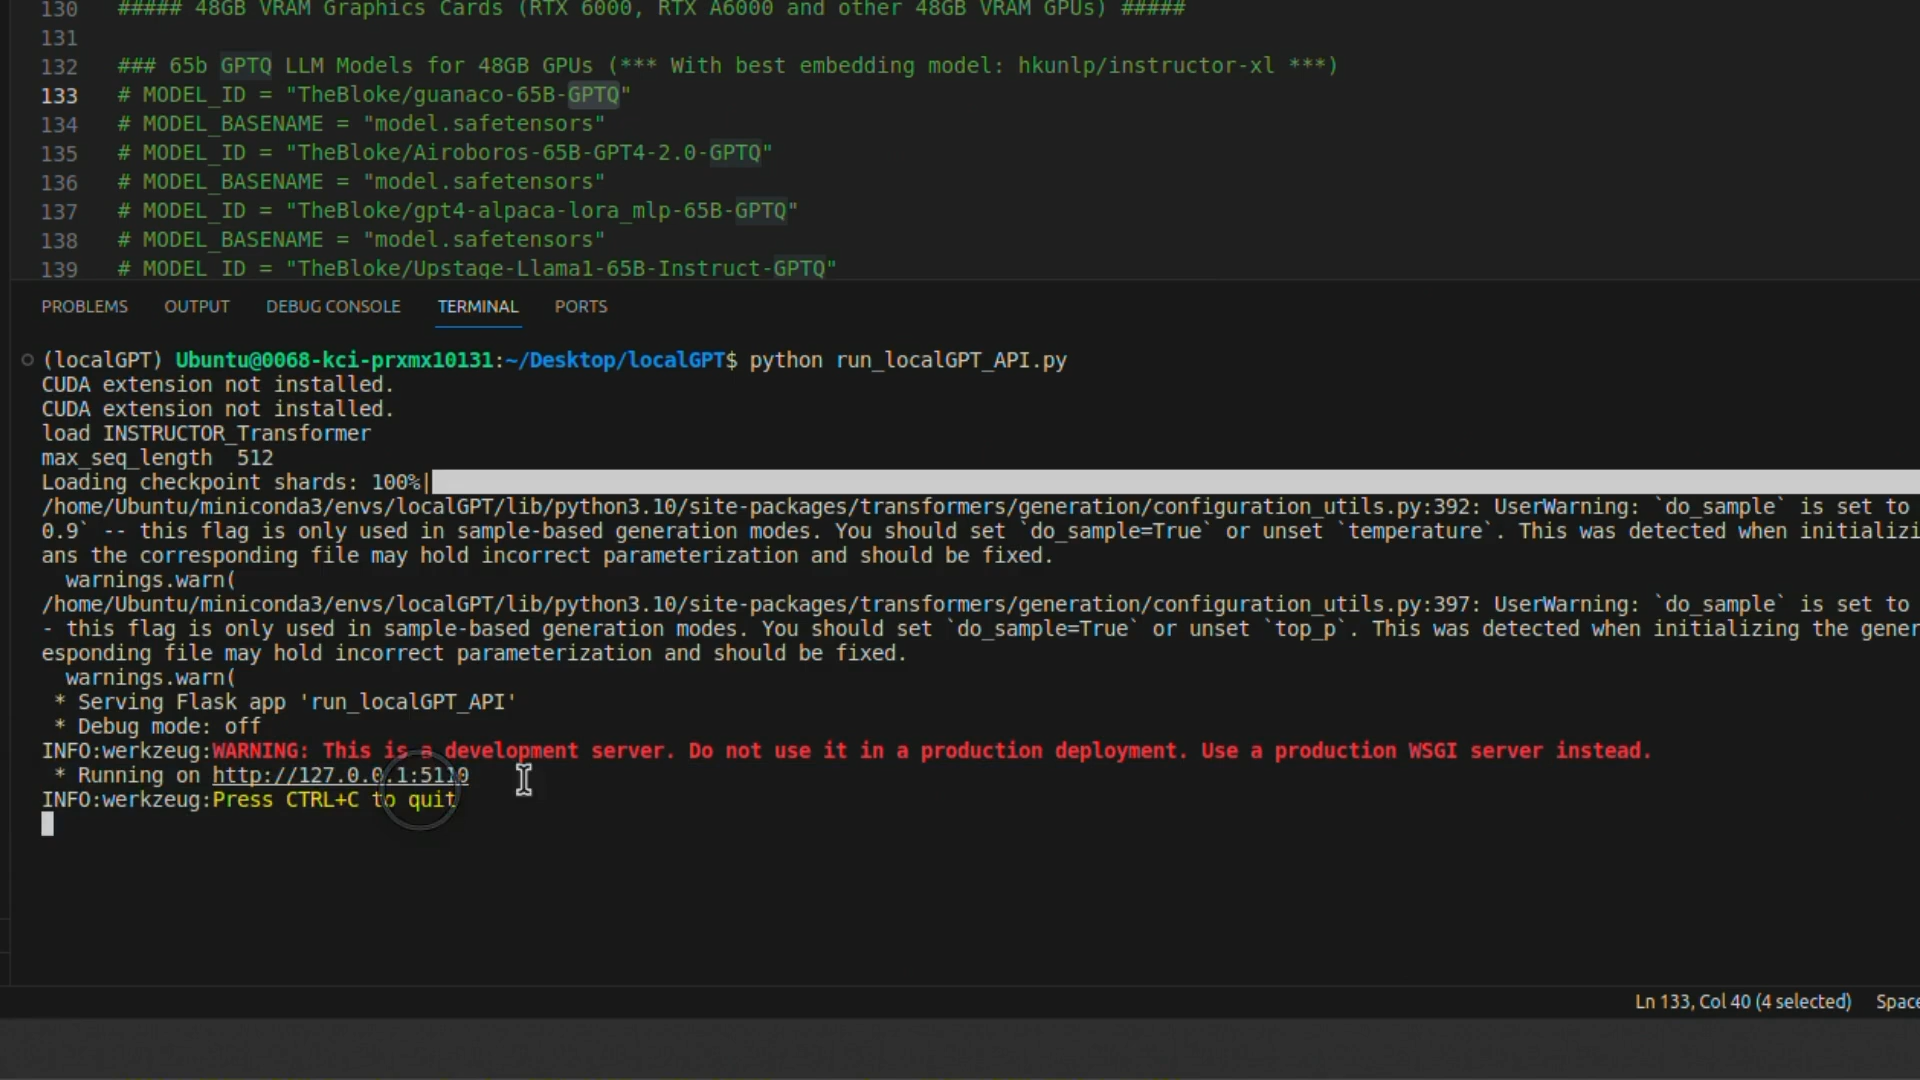 130 ##### 48GB VRAM Graphics Cards (RTX 6000, RTX A6000 and other 48GB VRAM GPUs) #####
131
132 ### 65b GPTQ LLM Models for 48GB GPUs (*** With best embedding model: hkunlp/instructor-xl ***)
133 # MODEL_ID = "TheBloke/guanaco-65B-GPTQ"
134 # MODEL_BASENAME = "model.safetensors"
135 # MODEL_ID = "TheBloke/Airoboros-65B-GPT4-2.0-GPTQ"
136 # MODEL_BASENAME = "model.safetensors"
137 # MODEL_ID = "TheBloke/gpt4-alpaca-lora_mlp-65B-GPTQ"
138 # MODEL_BASENAME = "model.safetensors"
139 # MODEL_ID = "TheBloke/Upstage-Llama1-65B-Instruct-GPTQ"
PROBLEMS OUTPUT DEBUG CONSOLE TERMINAL PORTS
(localGPT) Ubuntu@0068-kci-prxmx10131:~/Desktop/localGPT$ python run_localGPT_API.py
CUDA extension not installed.
CUDA extension not installed.
load INSTRUCTOR_Transformer
max_seq_length  512
Loading checkpoint shards: 100%|
/home/Ubuntu/miniconda3/envs/localGPT/lib/python3.10/site-packages/transformers/generation/configuration_utils.py:392: UserWarning: `do_sample` is set to
0.9` -- this flag is only used in sample-based generation modes. You should set `do_sample=True` or unset `temperature`. This was detected when initializi
ans the corresponding file may hold incorrect parameterization and should be fixed.
  warnings.warn(
/home/Ubuntu/miniconda3/envs/localGPT/lib/python3.10/site-packages/transformers/generation/configuration_utils.py:397: UserWarning: `do_sample` is set to
- this flag is only used in sample-based generation modes. You should set `do_sample=True` or unset `top_p`. This was detected when initializing the gener
esponding file may hold incorrect parameterization and should be fixed.
  warnings.warn(
 * Serving Flask app 'run_localGPT_API'
 * Debug mode: off
INFO:werkzeug:WARNING: This is a development server. Do not use it in a production deployment. Use a production WSGI server instead.
 * Running on http://127.0.0.1:5110
INFO:werkzeug:Press CTRL+C to quit
Ln 133, Col 40 (4 selected) Space